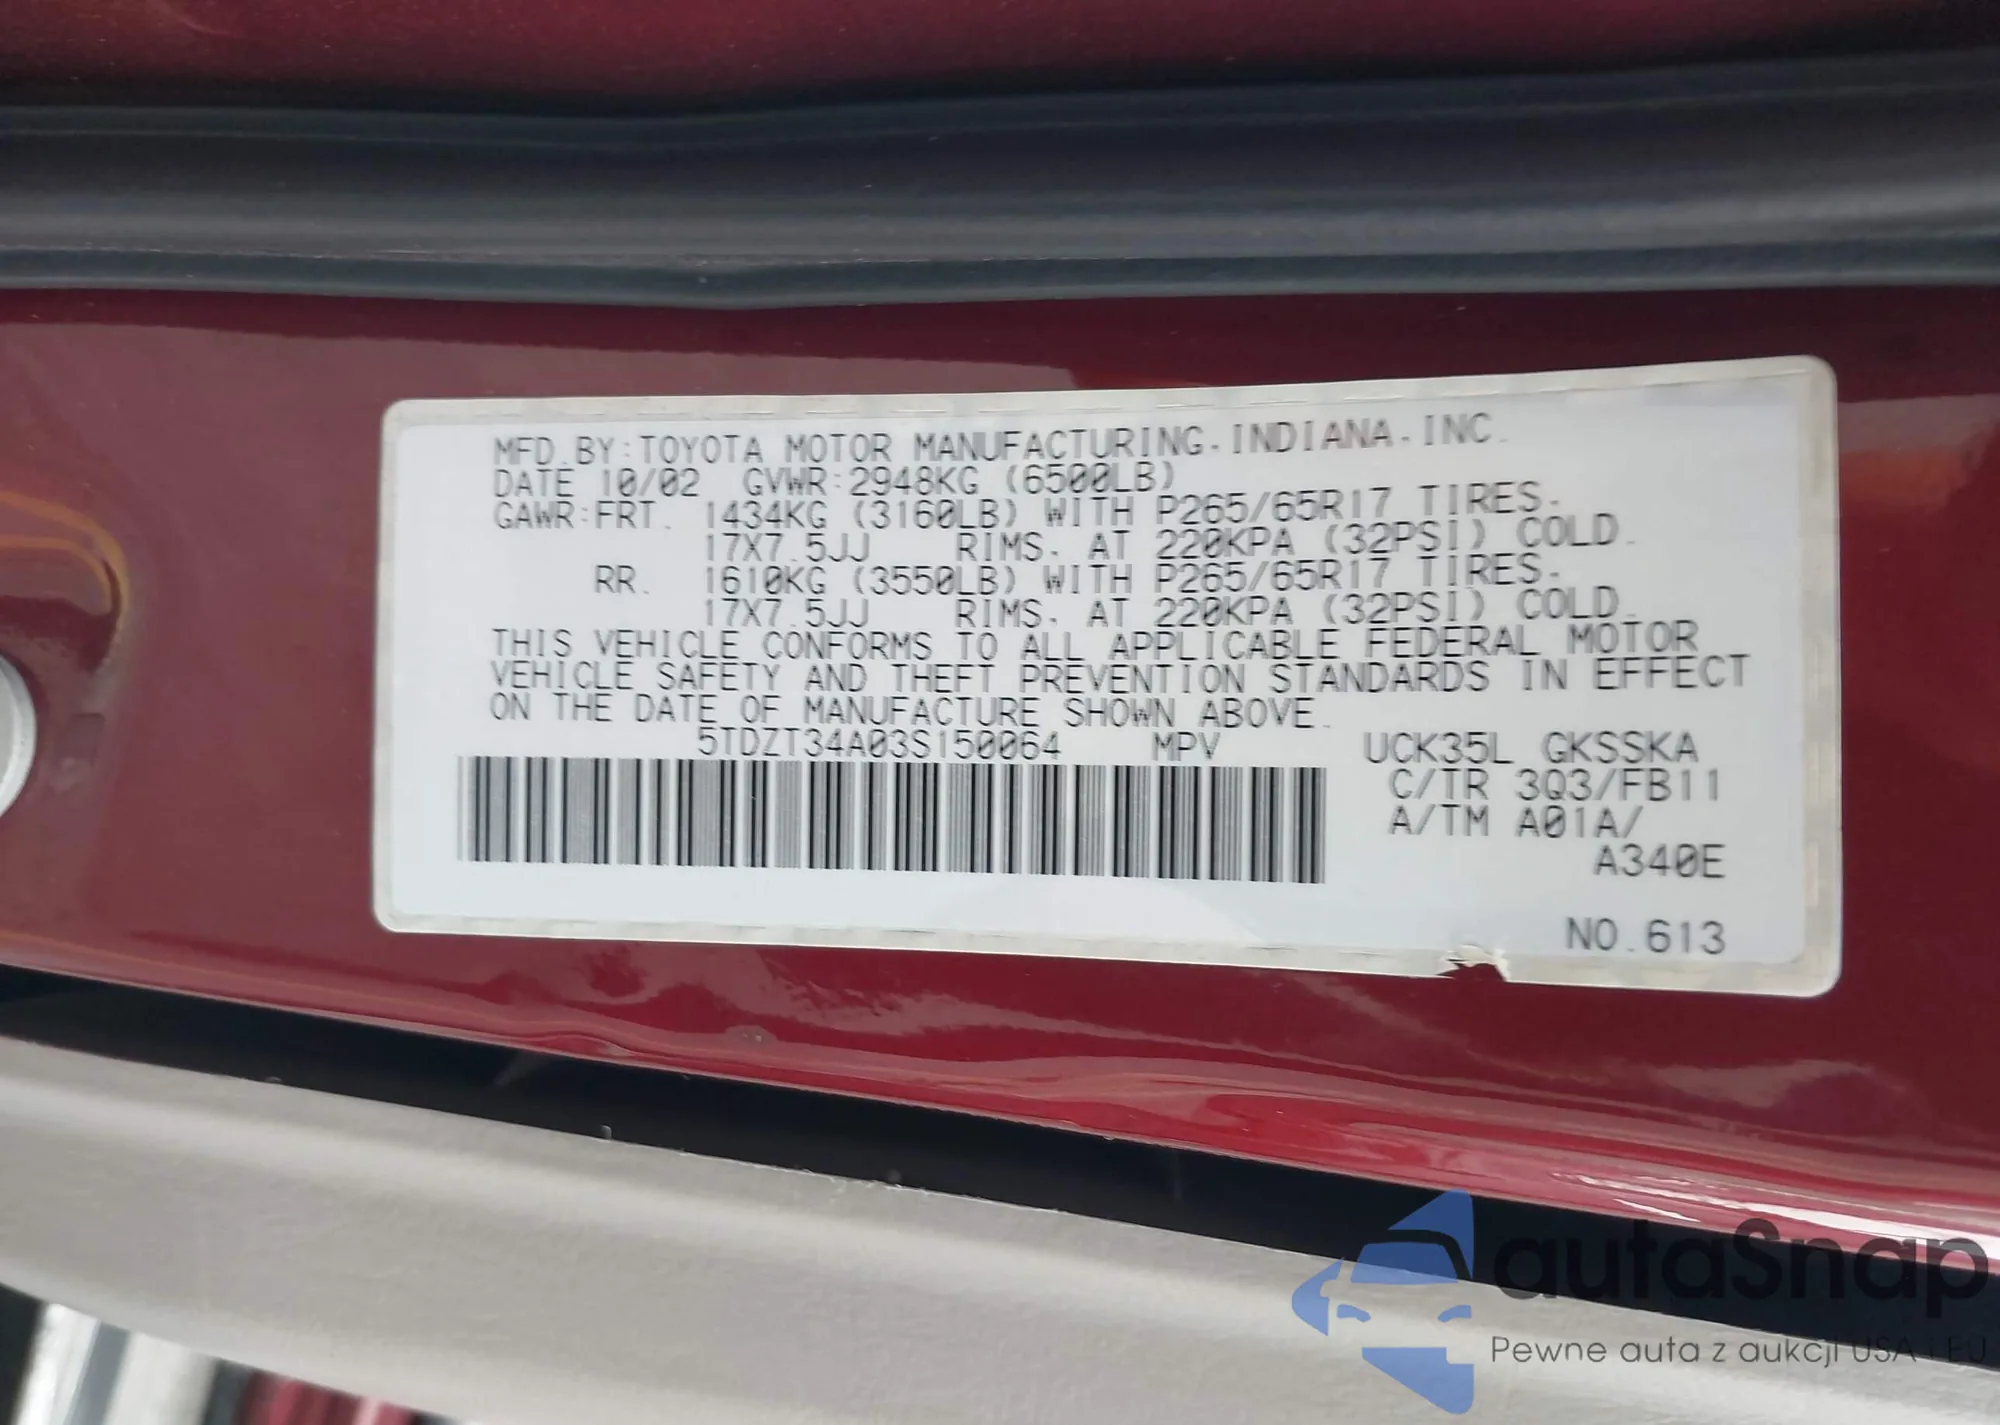 MFD.BY:TOYOTA MOTOR MANUFACTURING.INDIANA.INC.
DATE 10/02 GVWR:2948KG (6500LB)
GAWR:FRT. 1434KG (3160LB) WITH P265/65R17 TIRES.
17X7.5JJ RIMS. AT 220KPA (32PSI) COLD.
RR. 1610KG (3550LB) WITH P265/65R17 TIRES.
17X7.5JJ RIMS. AT 220KPA (32PSI) COLD.
THIS VEHICLE CONFORMS TO ALL APPLICABLE FEDERAL MOTOR
VEHICLE SAFETY AND THEFT PREVENTION STANDARDS IN EFFECT
ON THE DATE OF MANUFACTURE SHOWN ABOVE.
5TDZT34A03S150064 MPV UCK35L GKSSKA
C/TR 3Q3/FB11
A/TM A01A/
A340E
NO.613
autaSnap
Pewne auta z aukcji USA i EU